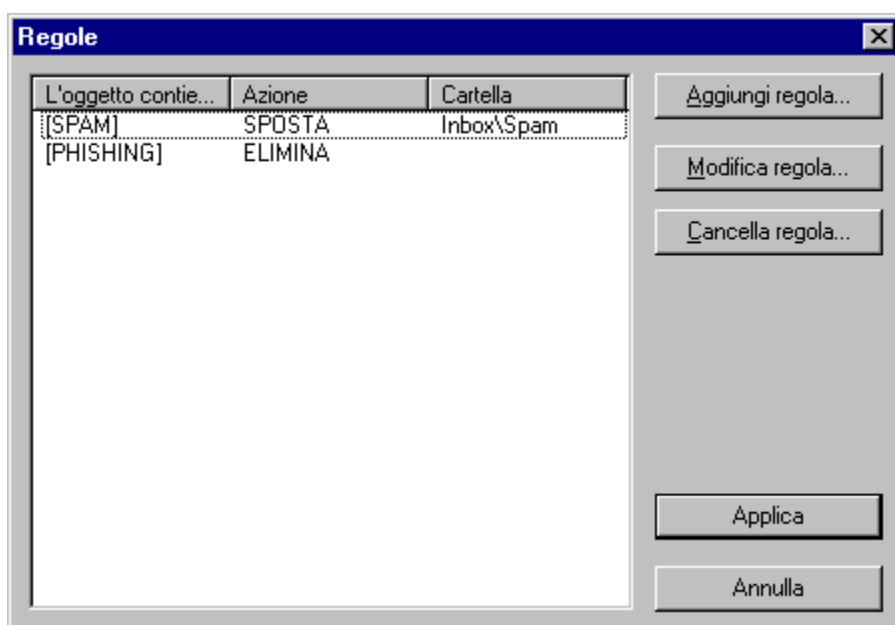 Regole
L'oggetto contie... Azione Cartella
[SPAM] SPOSTA Inbox\Spam
[PHISHING] ELIMINA
Aggiungi regola...
Modifica regola...
Cancella regola...
Applica
Annulla